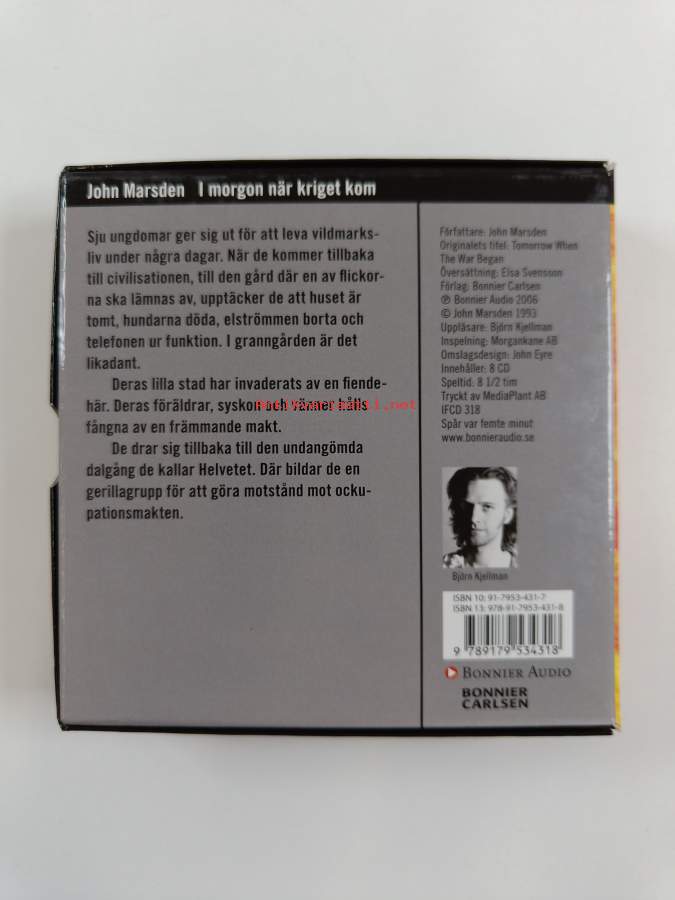 John Marsden I morgon när kriget kom
Sju ungdomar ger sig ut för att leva vildmarks-
liv under några dagar. När de kommer tillbaka
till civilisationen, till den gård där en av flickor-
na ska lämnas av, upptäcker de att huset är
tomt, hundarna döda, elströmmen borta och
telefonen ur funktion. I granngården är det
likadant.
Deras lilla stad har invaderats av en fiende-
här. Deras föräldrar, syskon och vänner hålls
fångna av en främmande makt.
De drar sig tillbaka till den undangömda
dalgång de kallar Helvetet. Där bildar de en
gerillagrupp för att göra motstånd mot ocku-
pationsmakten.
Författare: John Marsden
Originalets titel: Tomorrow When
The War Began
Översättning: Elsa Svensson
Förlag: Bonnier Carlsen
℗ Bonnier Audio 2006
© John Marsden 1993
Uppläsare: Björn Kjellman
Inspelning: Morgankane AB
Omslagsdesign: John Eyre
Innehåller: 8 CD
Speltid: 8 1/2 tim
Tryckt av MediaPlant AB
IFCD 318
Spår var femte minut
www.bonnieraudio.se
Björn Kjellman
ISBN 10: 91-7953-431-7
ISBN 13: 978-91-7953-431-8
9 789179 534318
BONNIER AUDIO
BONNIER
CARLSEN